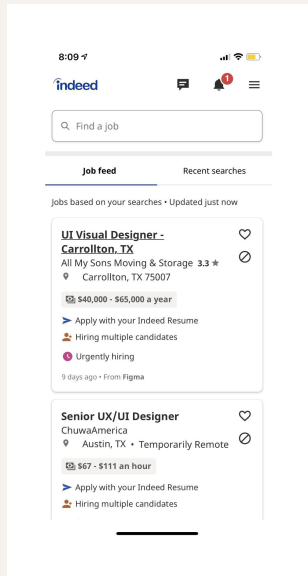 8:09
indeed
1
Find a job
Job feed
Recent searches
Jobs based on your searches • Updated just now
UI Visual Designer -
Carrollton, TX
All My Sons Moving & Storage 3.3 ★
Carrollton, TX 75007
$40,000 - $65,000 a year
Apply with your Indeed Resume
Hiring multiple candidates
Urgently hiring
9 days ago • From Figma
Senior UX/UI Designer
ChuwaAmerica
Austin, TX • Temporarily Remote
$67 - $111 an hour
Apply with your Indeed Resume
Hiring multiple candidates